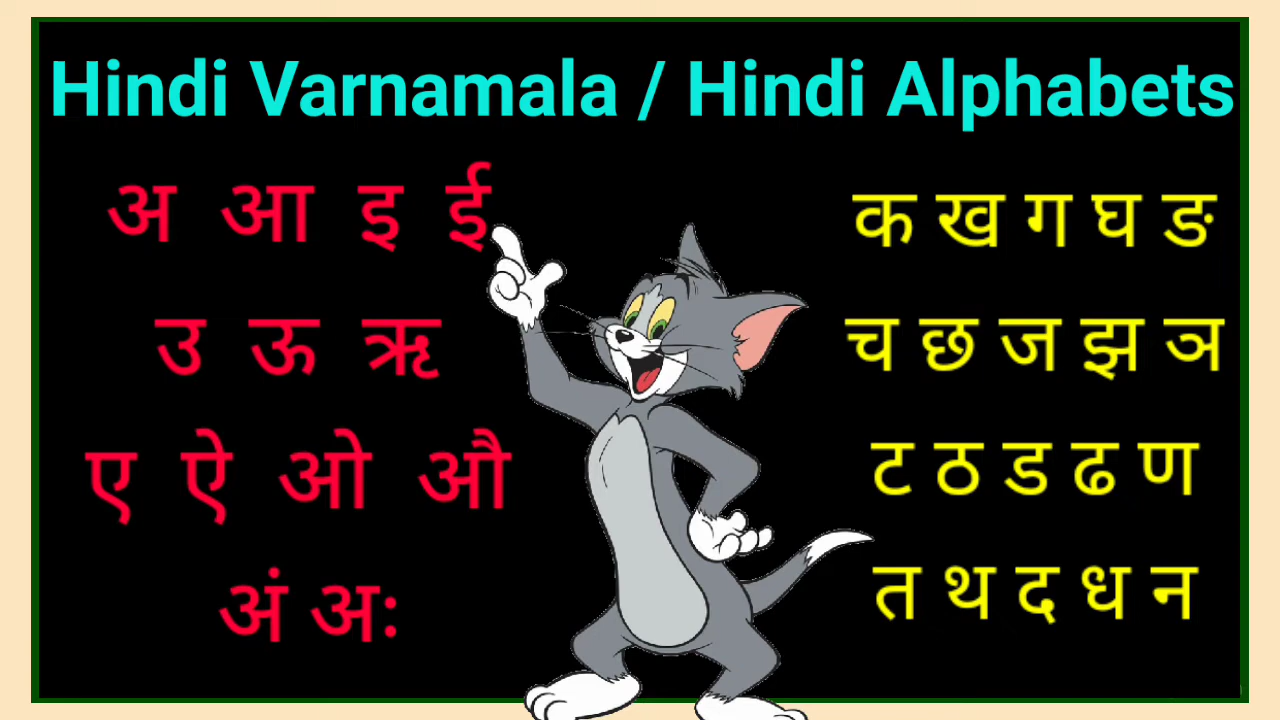 Hindi Varnamala / Hindi Alphabets
अ आ इ ई
उ ऊ ऋ
ए ऐ ओ औ
अं अः
क ख ग घ ङ
च छ ज झ ञ
ट ठ ड ढ ण
त थ द ध न